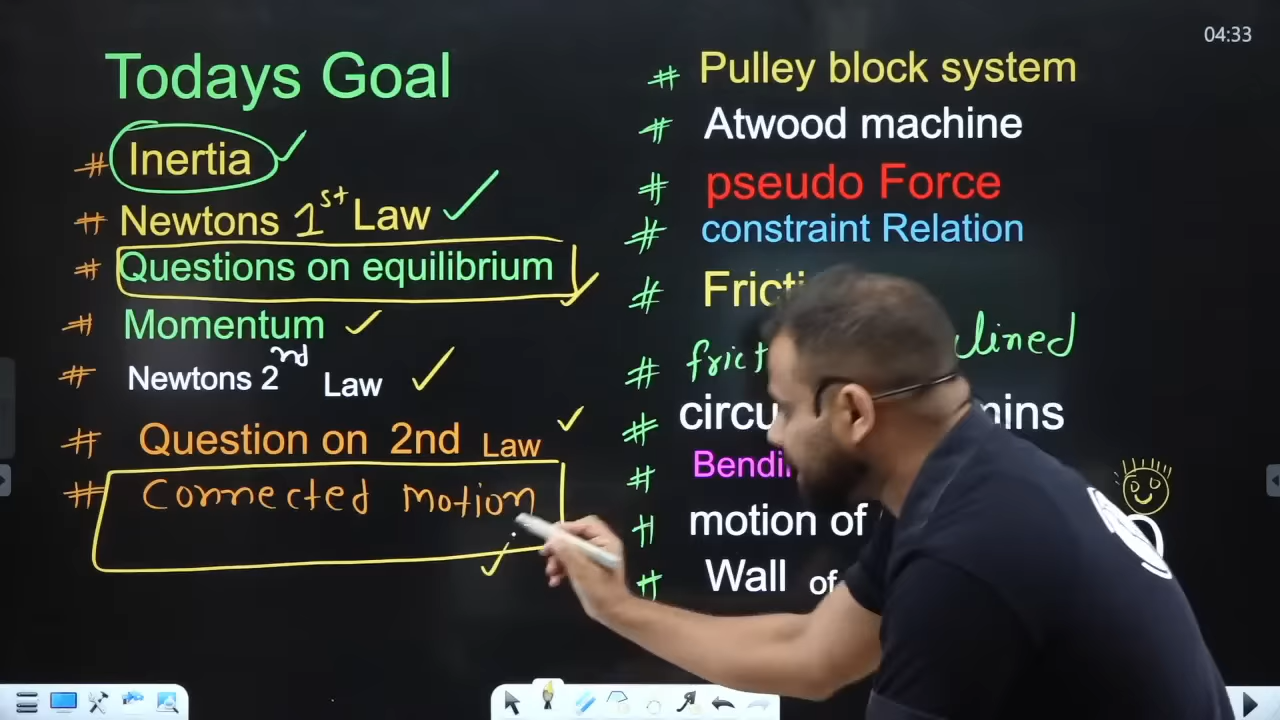 04:33
Todays Goal
# Inertia ✓
# Newtons 1st Law ✓
# Questions on equilibrium ✓
# Momentum ✓
# Newtons 2nd Law ✓
# Question on 2nd Law ✓
# Connected motion ✓
# Pulley block system
# Atwood machine
# pseudo Force
# constraint Relation
#
#
#
#
# motion of
# Wall of